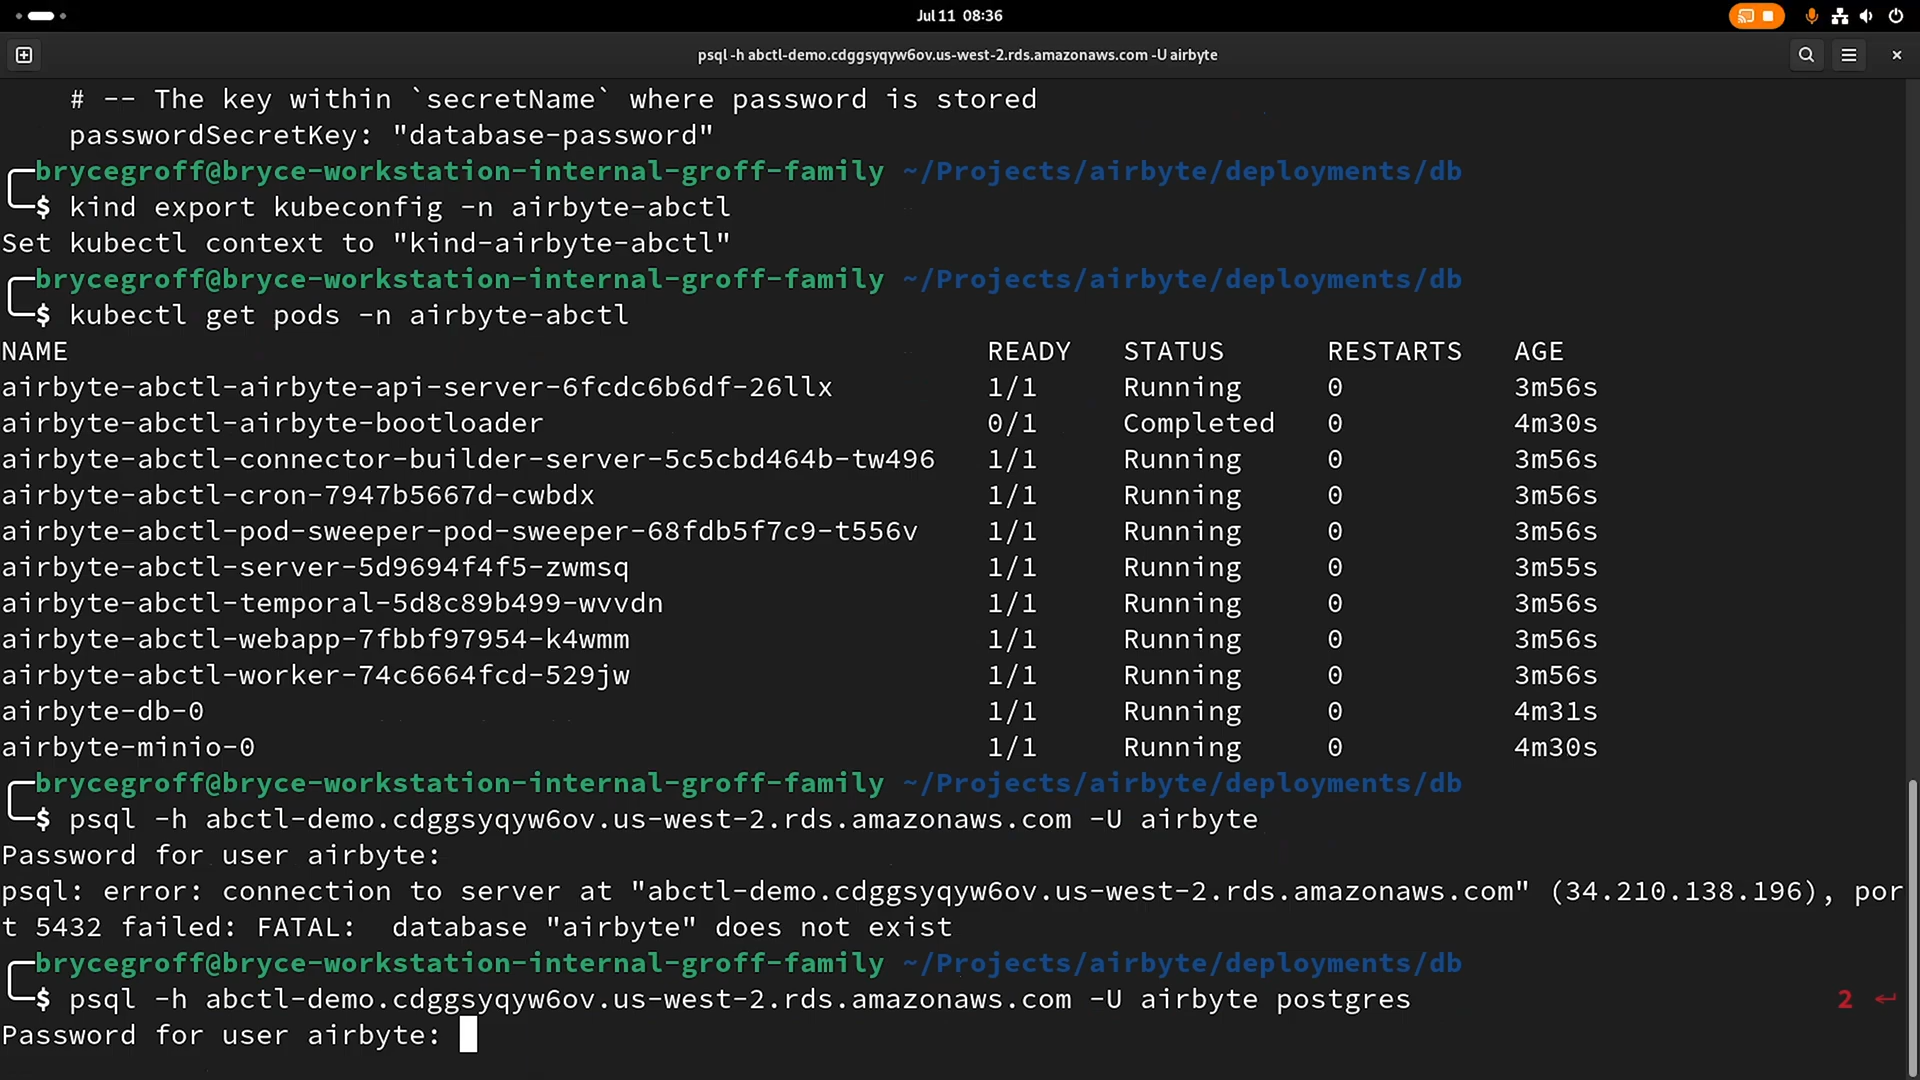 Jul 11 08:36
psql -h abctl-demo.cdggsyqyw6ov.us-west-2.rds.amazonaws.com -U airbyte
# -- The key within `secretName` where password is stored
passwordSecretKey: "database-password"
brycegroff@bryce-workstation-internal-groff-family ~/Projects/airbyte/deployments/db
$ kind export kubeconfig -n airbyte-abctl
Set kubectl context to "kind-airbyte-abctl"
brycegroff@bryce-workstation-internal-groff-family ~/Projects/airbyte/deployments/db
$ kubectl get pods -n airbyte-abctl
NAME READY STATUS RESTARTS AGE
airbyte-abctl-airbyte-api-server-6fcdc6b6df-26llx 1/1 Running 0 3m56s
airbyte-abctl-airbyte-bootloader 0/1 Completed 0 4m30s
airbyte-abctl-connector-builder-server-5c5cbd464b-tw496 1/1 Running 0 3m56s
airbyte-abctl-cron-7947b5667d-cwbdx 1/1 Running 0 3m56s
airbyte-abctl-pod-sweeper-pod-sweeper-68fdb5f7c9-t556v 1/1 Running 0 3m56s
airbyte-abctl-server-5d9694f4f5-zwmsq 1/1 Running 0 3m55s
airbyte-abctl-temporal-5d8c89b499-wvvdn 1/1 Running 0 3m56s
airbyte-abctl-webapp-7fbbf97954-k4wmm 1/1 Running 0 3m56s
airbyte-abctl-worker-74c6664fcd-529jw 1/1 Running 0 3m56s
airbyte-db-0 1/1 Running 0 4m31s
airbyte-minio-0 1/1 Running 0 4m30s
brycegroff@bryce-workstation-internal-groff-family ~/Projects/airbyte/deployments/db
$ psql -h abctl-demo.cdggsyqyw6ov.us-west-2.rds.amazonaws.com -U airbyte
Password for user airbyte:
psql: error: connection to server at "abctl-demo.cdggsyqyw6ov.us-west-2.rds.amazonaws.com" (34.210.138.196), por
t 5432 failed: FATAL:  database "airbyte" does not exist
brycegroff@bryce-workstation-internal-groff-family ~/Projects/airbyte/deployments/db
$ psql -h abctl-demo.cdggsyqyw6ov.us-west-2.rds.amazonaws.com -U airbyte postgres 2 ↵
Password for user airbyte: